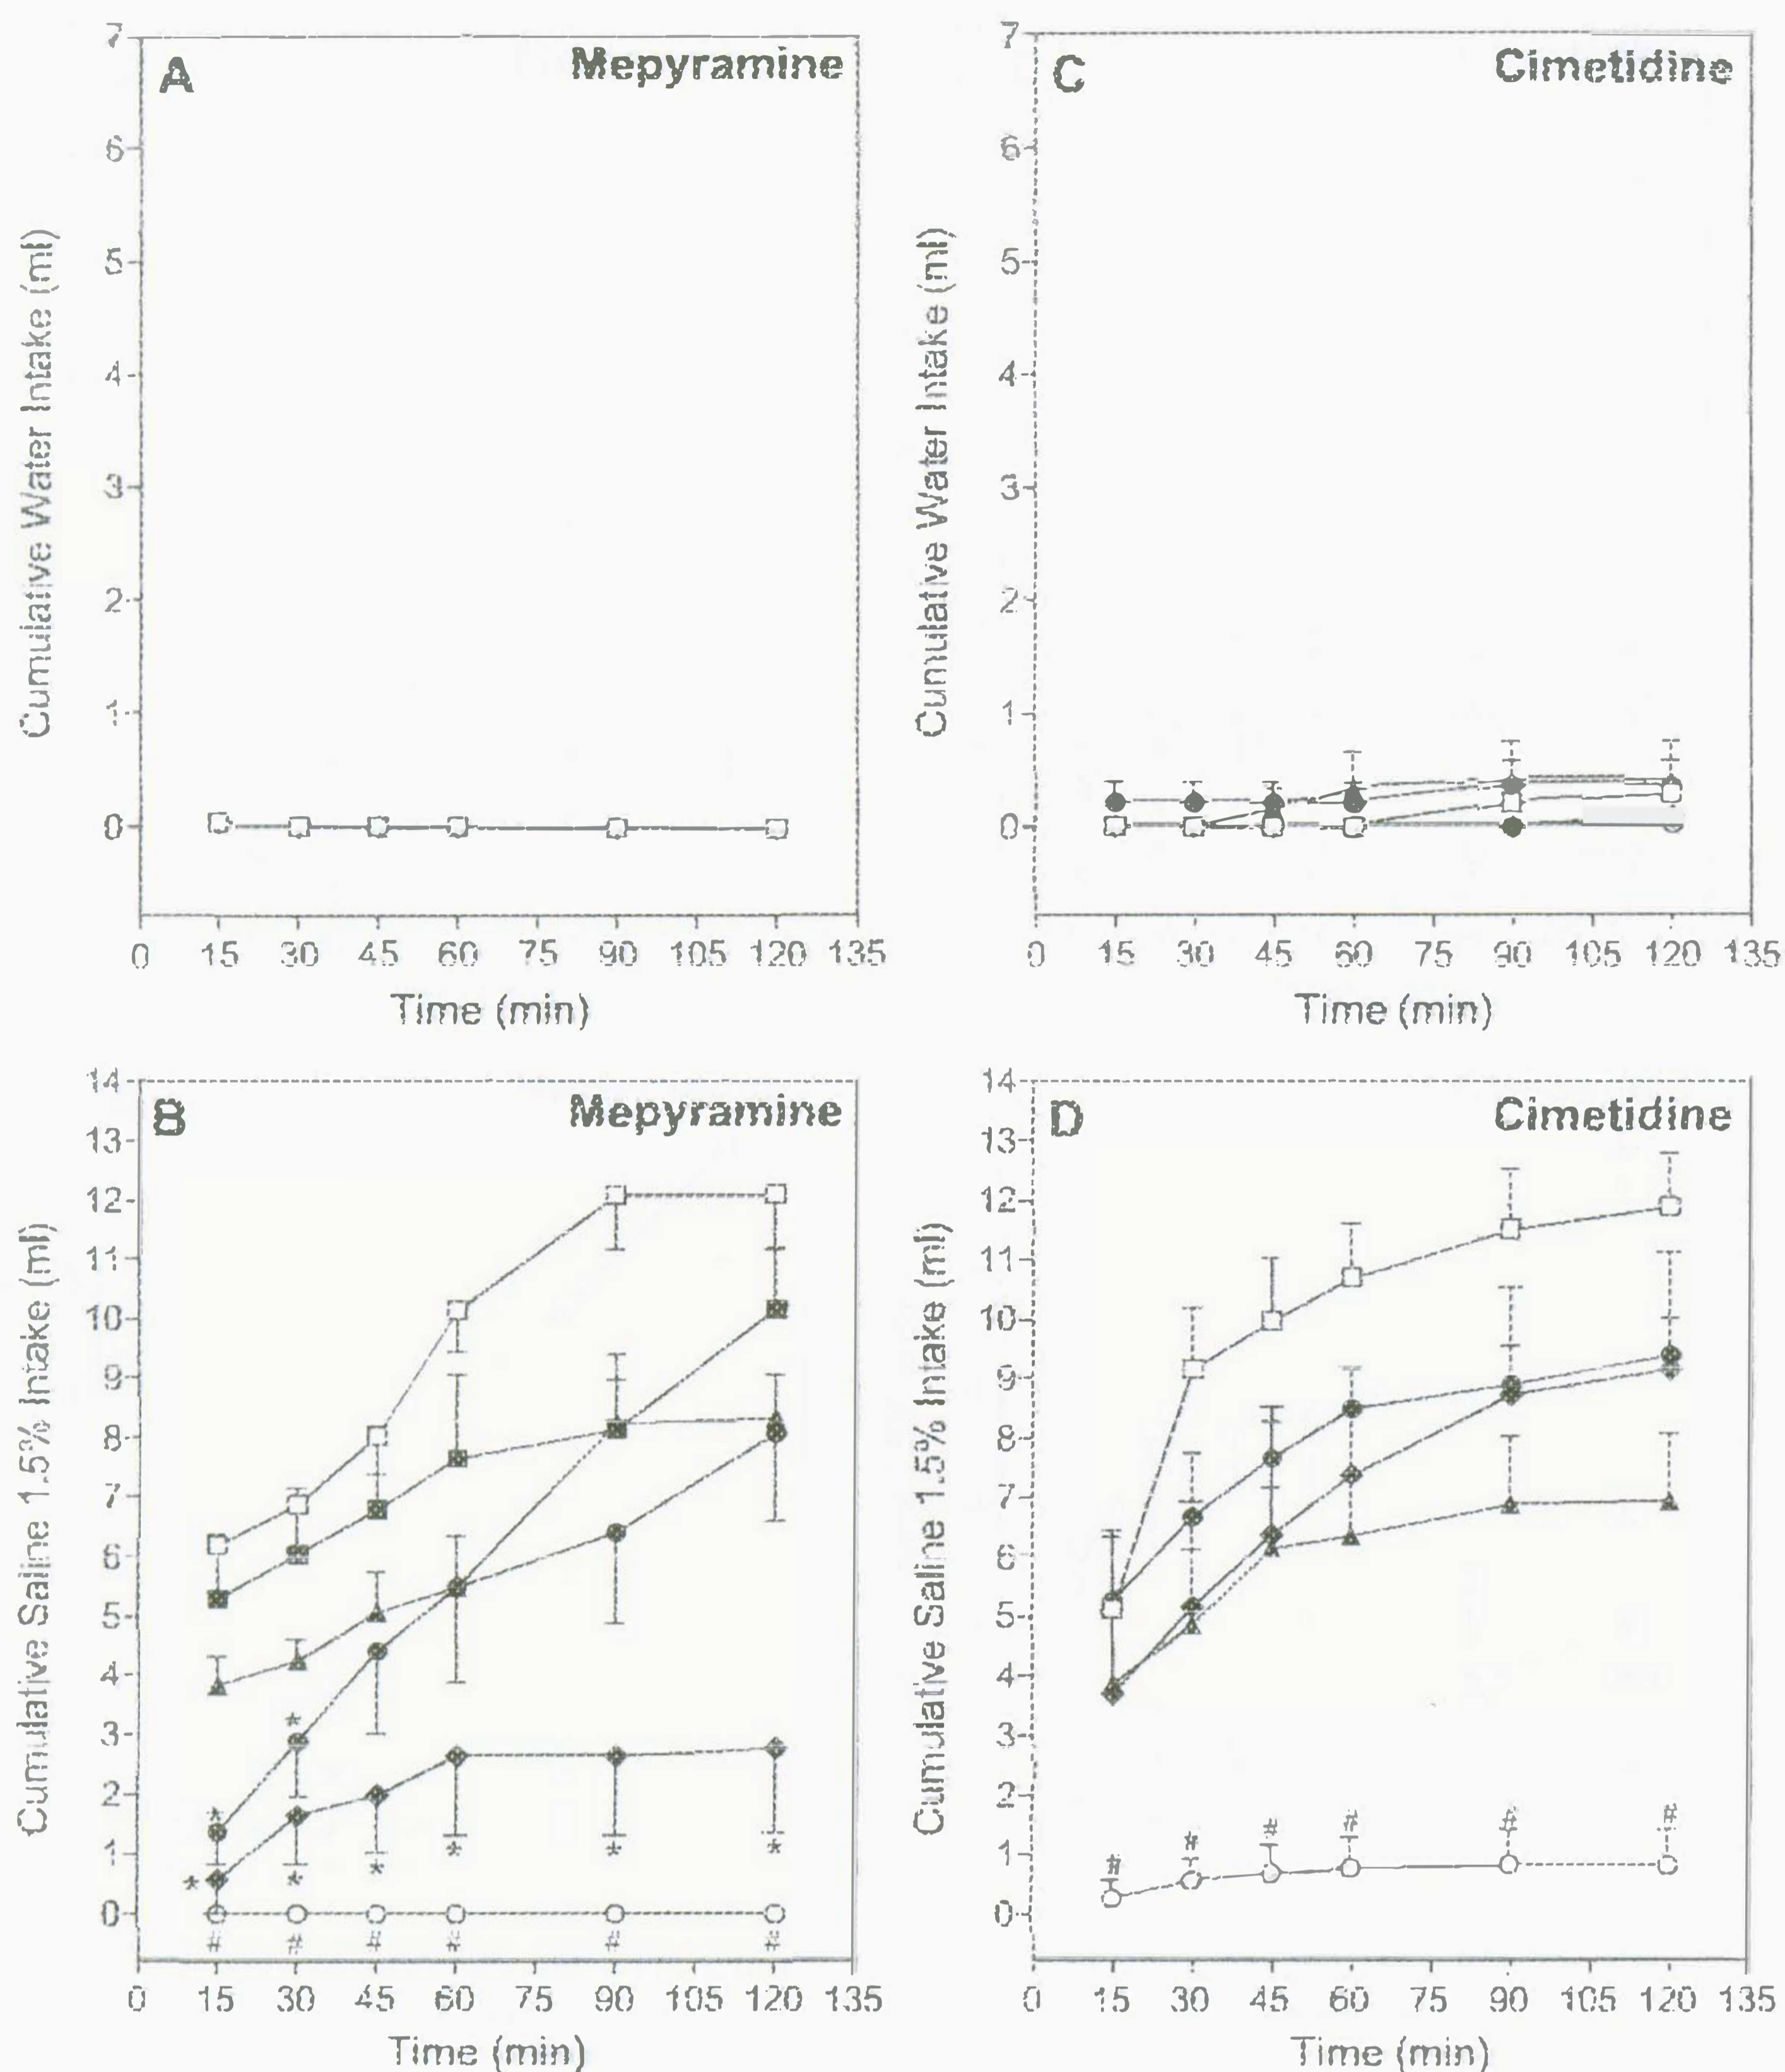 A
Mepyramine
Cumulative Water Intake (ml)
7
6
5
4
3
2
1
0
0 15 30 45 60 75 90 105 120 135
Time (min)
C
Cimetidine
Cumulative Water Intake (ml)
7
6
5
4
3
2
1
0
0 15 30 45 60 75 90 105 120 135
Time (min)
B
Mepyramine
Cumulative Saline 1.5% Intake (ml)
14
13
12
11
10
9
8
7
6
5
4
3
2
1
0
*
*
* * * * * *
# # # # # #
0 15 30 45 60 75 90 105 120 135
Time (min)
D
Cimetidine
Cumulative Saline 1.5% Intake (ml)
14
13
12
11
10
9
8
7
6
5
4
3
2
1
0
# # # # # #
0 15 30 45 60 75 90 105 120 135
Time (min)